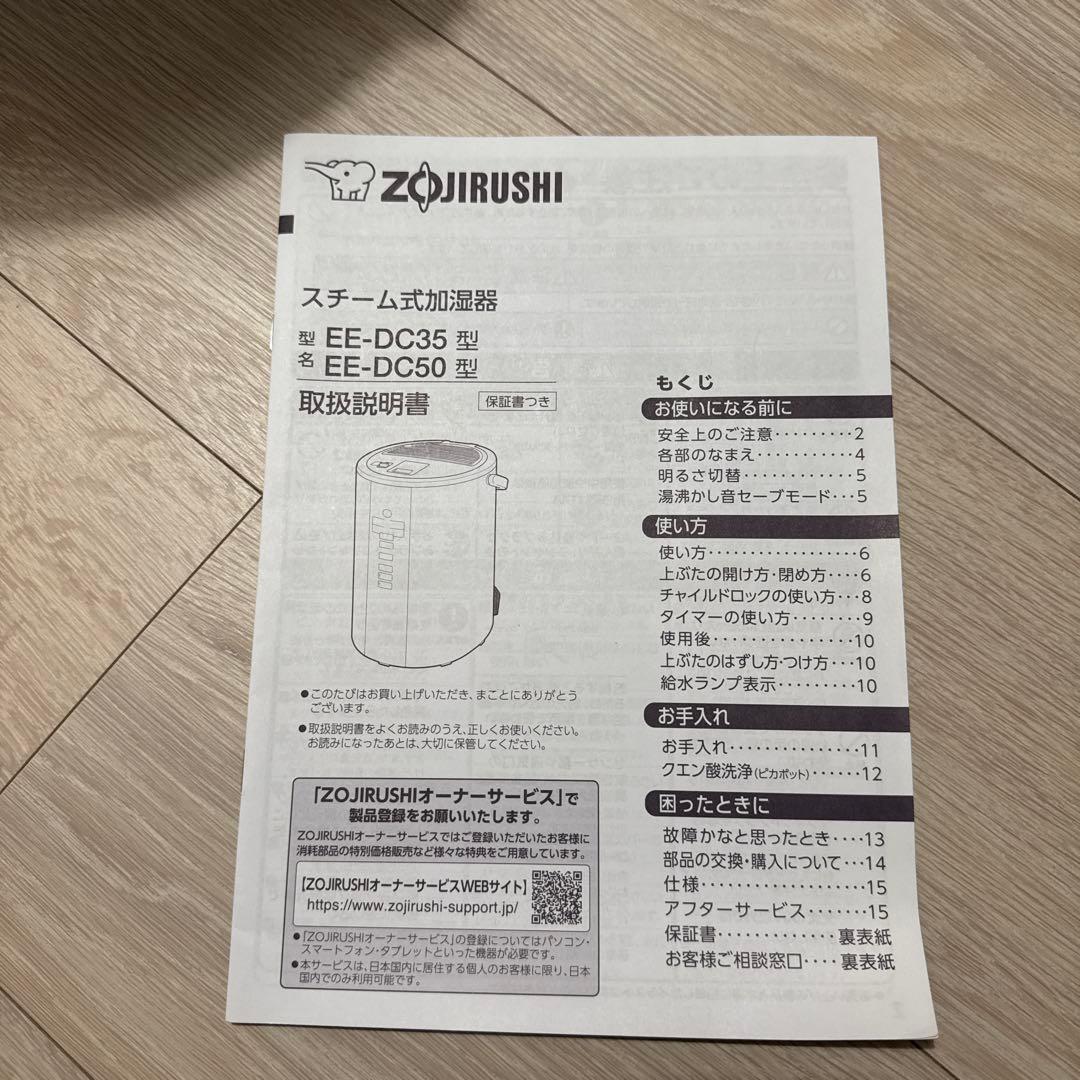 ZOJIRUSHI
スチーム式加湿器
型名 EE-DC35 型
EE-DC50 型
取扱説明書 保証書つき
●このたびはお買い上げいただき、まことにありがとう
ございます。
●取扱説明書をよくお読みのうえ、正しくお使いください。
お読みになったあとは、大切に保管してください。
「ZOJIRUSHIオーナーサービス」で
製品登録をお願いいたします。
ZOJIRUSHIオーナーサービスではご登録いただいたお客様に
消耗部品の特別価格販売など様々な特典をご用意しています。
【ZOJIRUSHIオーナーサービスWEBサイト】
https://www.zojirushi-support.jp/
●「ZOJIRUSHIオーナーサービス」の登録についてはパソコン・
スマートフォン・タブレットといった機器が必要です。
●本サービスは、日本国内に居住する個人のお客様に限り、日本
国内でのみ利用可能です。
もくじ
お使いになる前に
安全上のご注意・・・・・・・・・2
各部のなまえ・・・・・・・・・・・4
明るさ切替・・・・・・・・・・・・5
湯沸かし音セーブモード・・・5
使い方
使い方・・・・・・・・・・・・・・・・・6
上ぶたの開け方・閉め方・・・・6
チャイルドロックの使い方・・・8
タイマーの使い方・・・・・・・・9
使用後・・・・・・・・・・・・・・・・10
上ぶたのはずし方・つけ方・・・10
給水ランプ表示・・・・・・・・・10
お手入れ
お手入れ・・・・・・・・・・・・・・・11
クエン酸洗浄(ピカポット)・・・・・・12
困ったときに
故障かなと思ったとき・・・・13
部品の交換・購入について・・・14
仕様・・・・・・・・・・・・・・・・・・・15
アフターサービス・・・・・・・15
保証書・・・・・・・・・・・・・裏表紙
お客様ご相談窓口・・・・裏表紙